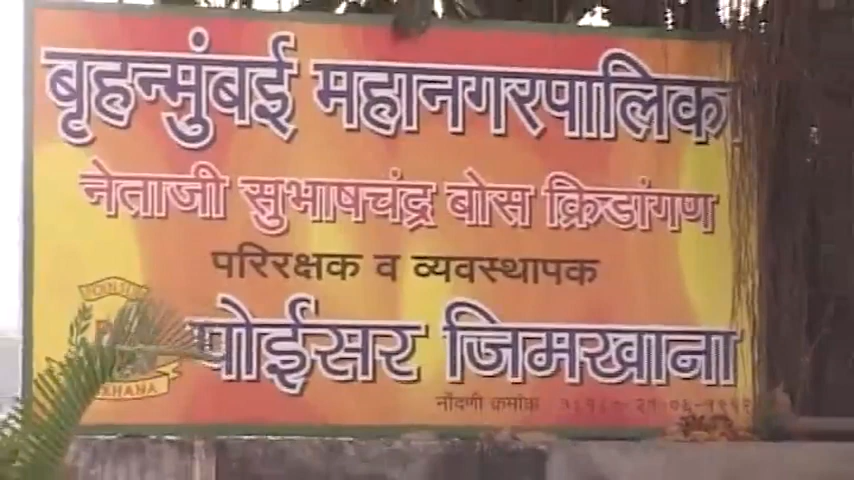 बृहन्मुंबई महानगरपालिका
नेताजी सुभाषचंद्र बोस क्रिडांगण
परिरक्षक व व्यवस्थापक
पोईसर जिमखाना
नोंदणी क्रमांक